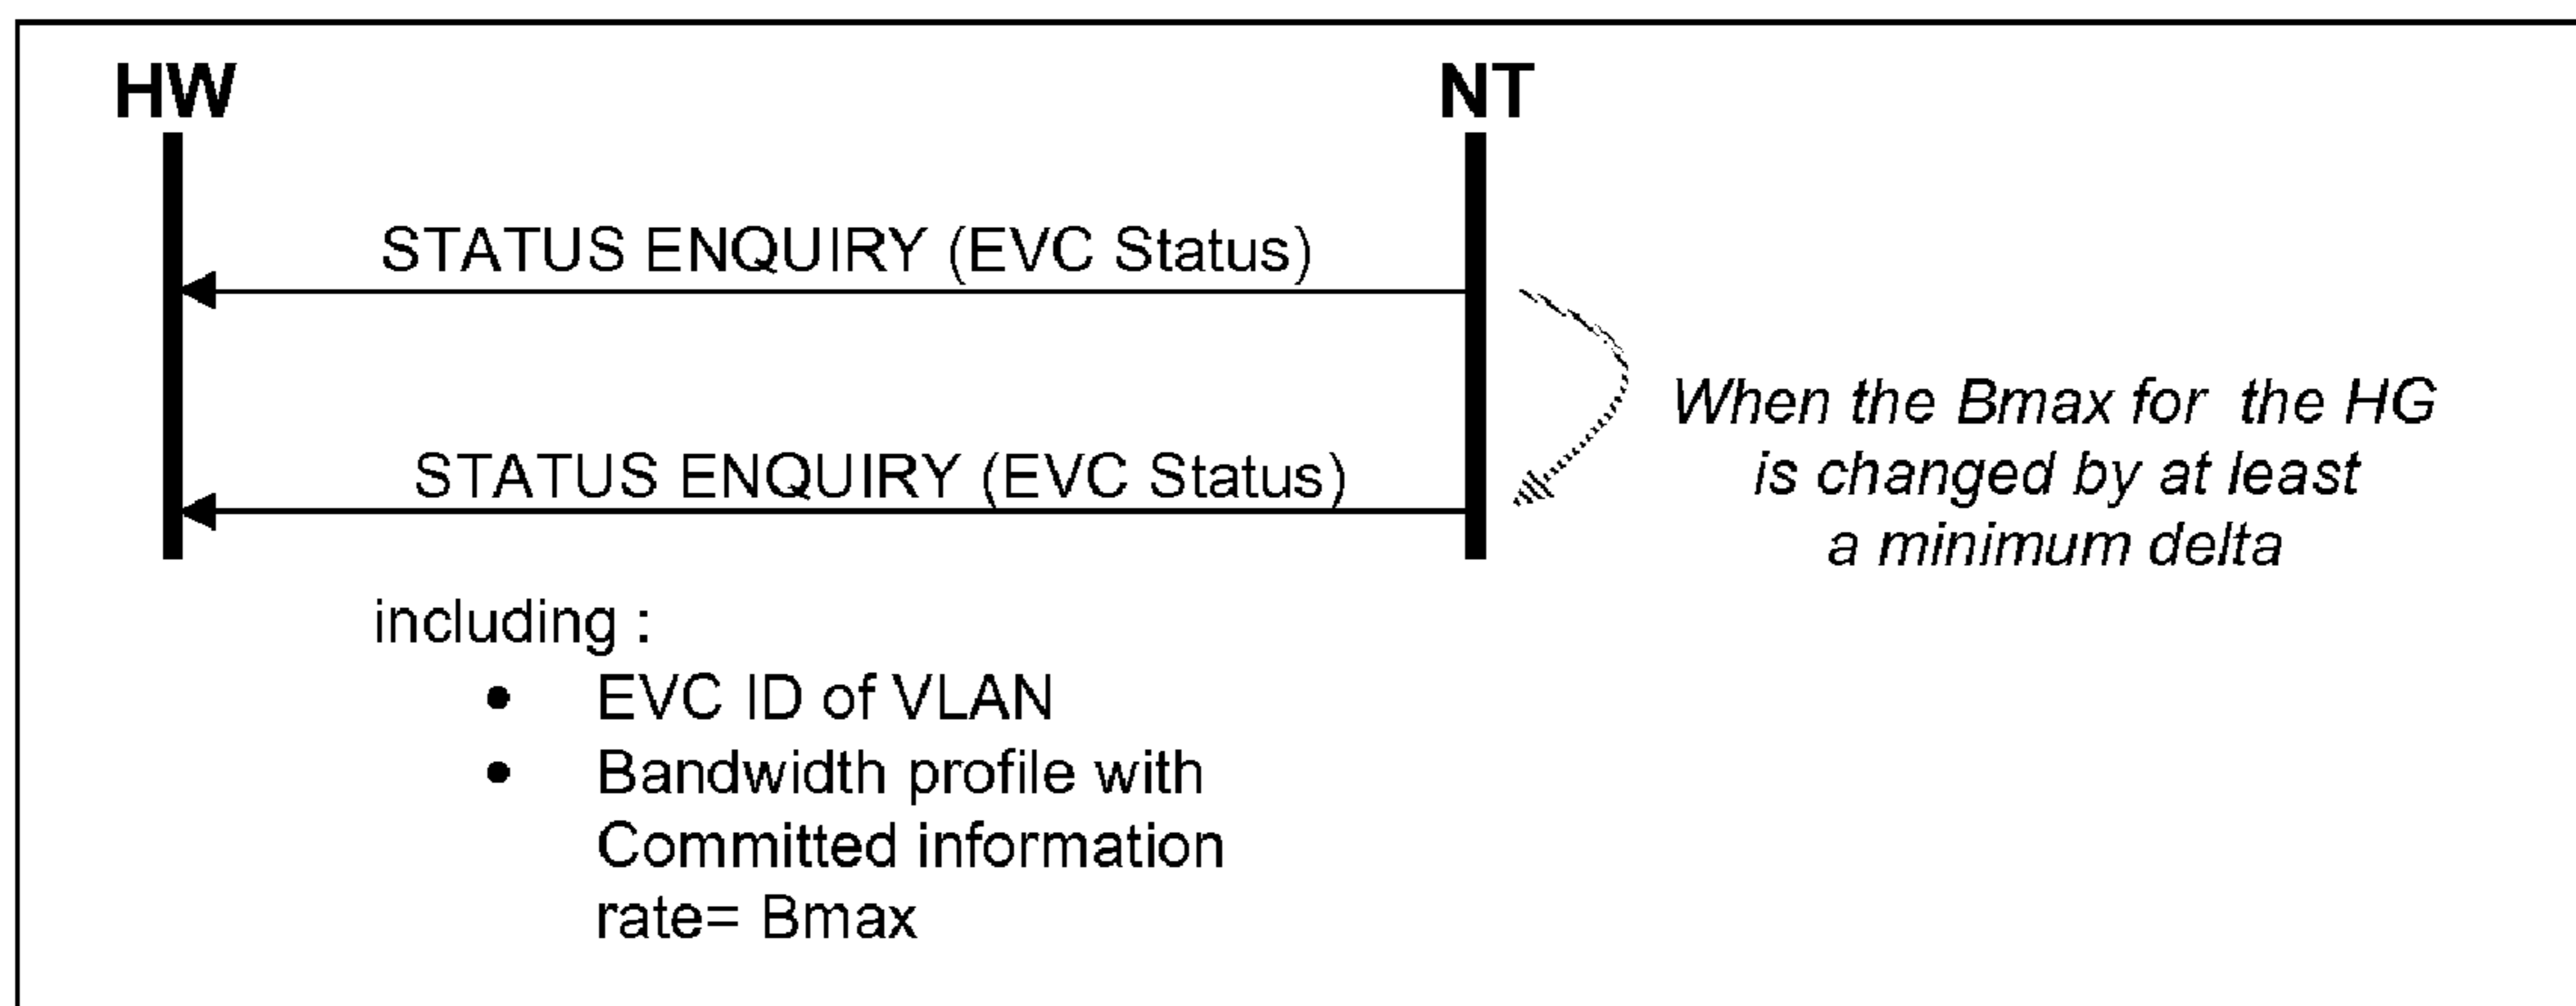 HW NT
STATUS ENQUIRY (EVC Status)
When the Bmax for the HG
is changed by at least
a minimum delta
STATUS ENQUIRY (EVC Status)
including :
• EVC ID of VLAN
• Bandwidth profile with
Committed information
rate= Bmax